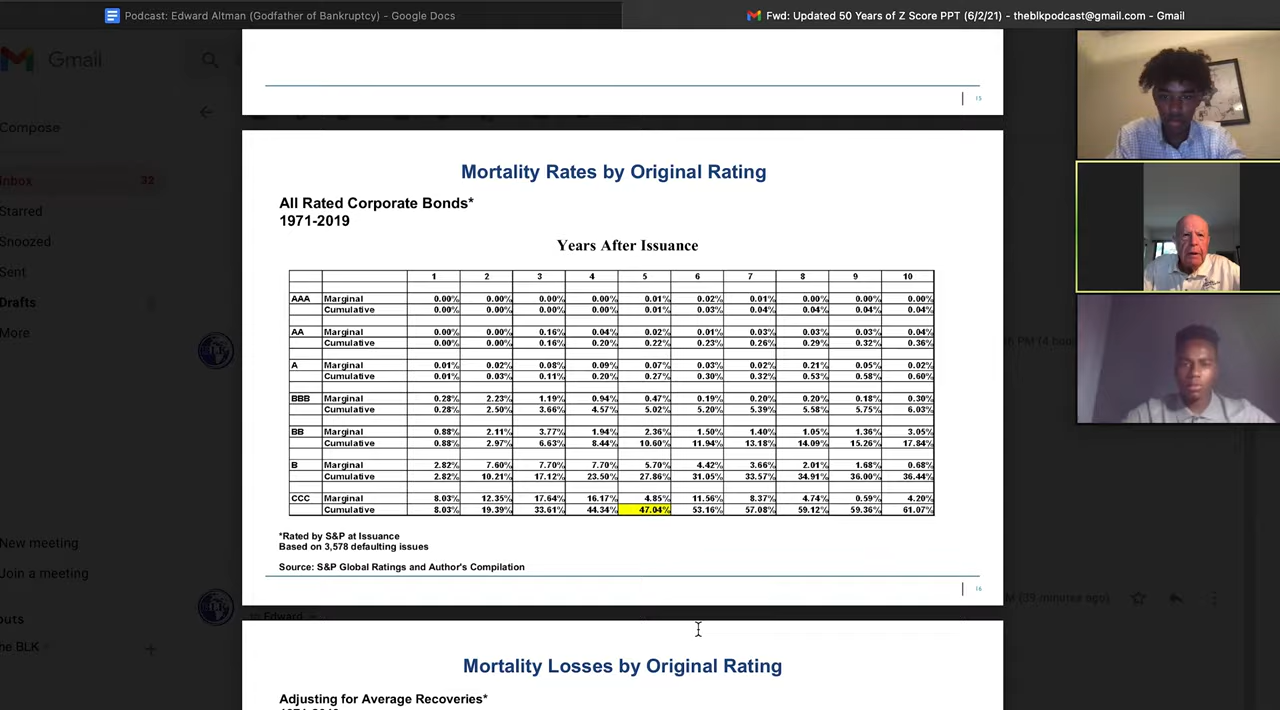 Podcast: Edward Altman (Godfather of Bankruptcy) - Google Docs
Fwd: Updated 50 Years of Z Score PPT (6/2/21) - theblkpodcast@gmail.com - Gmail
Gmail
Compose
Inbox 32
Starred
Snoozed
Sent
Drafts
More
New meeting
Join a meeting
15
Mortality Rates by Original Rating
All Rated Corporate Bonds*
1971-2019
Years After Issuance
1 2 3 4 5 6 7 8 9 10
AAA Marginal 0.00% 0.00% 0.00% 0.00% 0.01% 0.02% 0.01% 0.00% 0.00% 0.00%
Cumulative 0.00% 0.00% 0.00% 0.00% 0.01% 0.03% 0.04% 0.04% 0.04% 0.04%
AA Marginal 0.00% 0.00% 0.16% 0.04% 0.02% 0.01% 0.03% 0.03% 0.03% 0.04%
Cumulative 0.00% 0.00% 0.16% 0.20% 0.22% 0.23% 0.26% 0.29% 0.32% 0.36%
A Marginal 0.01% 0.02% 0.08% 0.09% 0.07% 0.03% 0.02% 0.21% 0.05% 0.02%
Cumulative 0.01% 0.03% 0.11% 0.20% 0.27% 0.30% 0.32% 0.53% 0.58% 0.60%
BBB Marginal 0.28% 2.23% 1.19% 0.94% 0.47% 0.19% 0.20% 0.20% 0.18% 0.30%
Cumulative 0.28% 2.50% 3.66% 4.57% 5.02% 5.20% 5.39% 5.58% 5.75% 6.03%
BB Marginal 0.88% 2.11% 3.77% 1.94% 2.36% 1.50% 1.40% 1.05% 1.36% 3.05%
Cumulative 0.88% 2.97% 6.63% 8.44% 10.60% 11.94% 13.18% 14.09% 15.26% 17.84%
B Marginal 2.82% 7.60% 7.70% 7.70% 5.70% 4.42% 3.66% 2.01% 1.68% 0.68%
Cumulative 2.82% 10.21% 17.12% 23.50% 27.86% 31.05% 33.57% 34.91% 36.00% 36.44%
CCC Marginal 8.03% 12.35% 17.64% 16.17% 4.85% 11.56% 8.37% 4.74% 0.59% 4.20%
Cumulative 8.03% 19.39% 33.61% 44.34% 47.04% 53.16% 57.08% 59.12% 59.36% 61.07%
*Rated by S&P at Issuance
Based on 3,578 defaulting issues
Source: S&P Global Ratings and Author's Compilation
16
Edward
BLK
Mortality Losses by Original Rating
Adjusting for Average Recoveries*